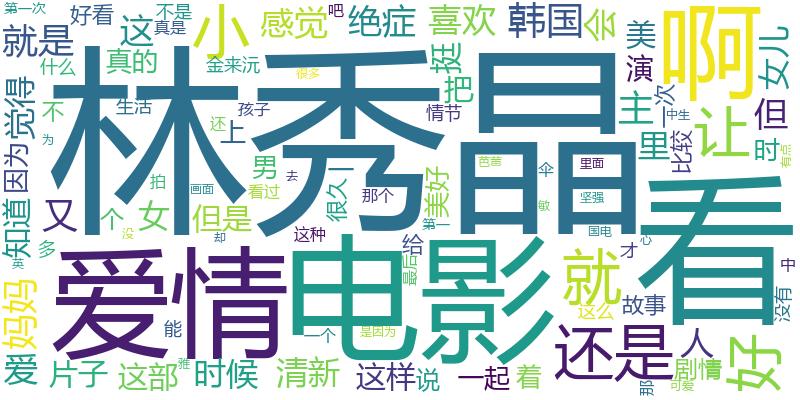 第一次
好看
不是
真是
吧
这
小
感觉
绝症
喜欢
韩国
会
美
啊
女儿
就是
什么
真的
金来沅
很多
挺
把
演
主
次
一
中生
但
觉得
不
生活
孩子
还
上
情节
里
比较
让
时
因为
为
林秀晶
看
知道
又
个
女
拍
画面
看过
去
男
但是
没
却
很久
一
那个
美好
第一
芭芭
敏
里面
伞
坚强
国电
才
心
有点
多
英
妈妈
爱情
电影
这种
给
最后
就
这么
故事
没有
中
能
一个
是因为
还是
人
好
爱
片子
这部
雅
时候
清新
这样
说
一起
着
那
剧情
可爱